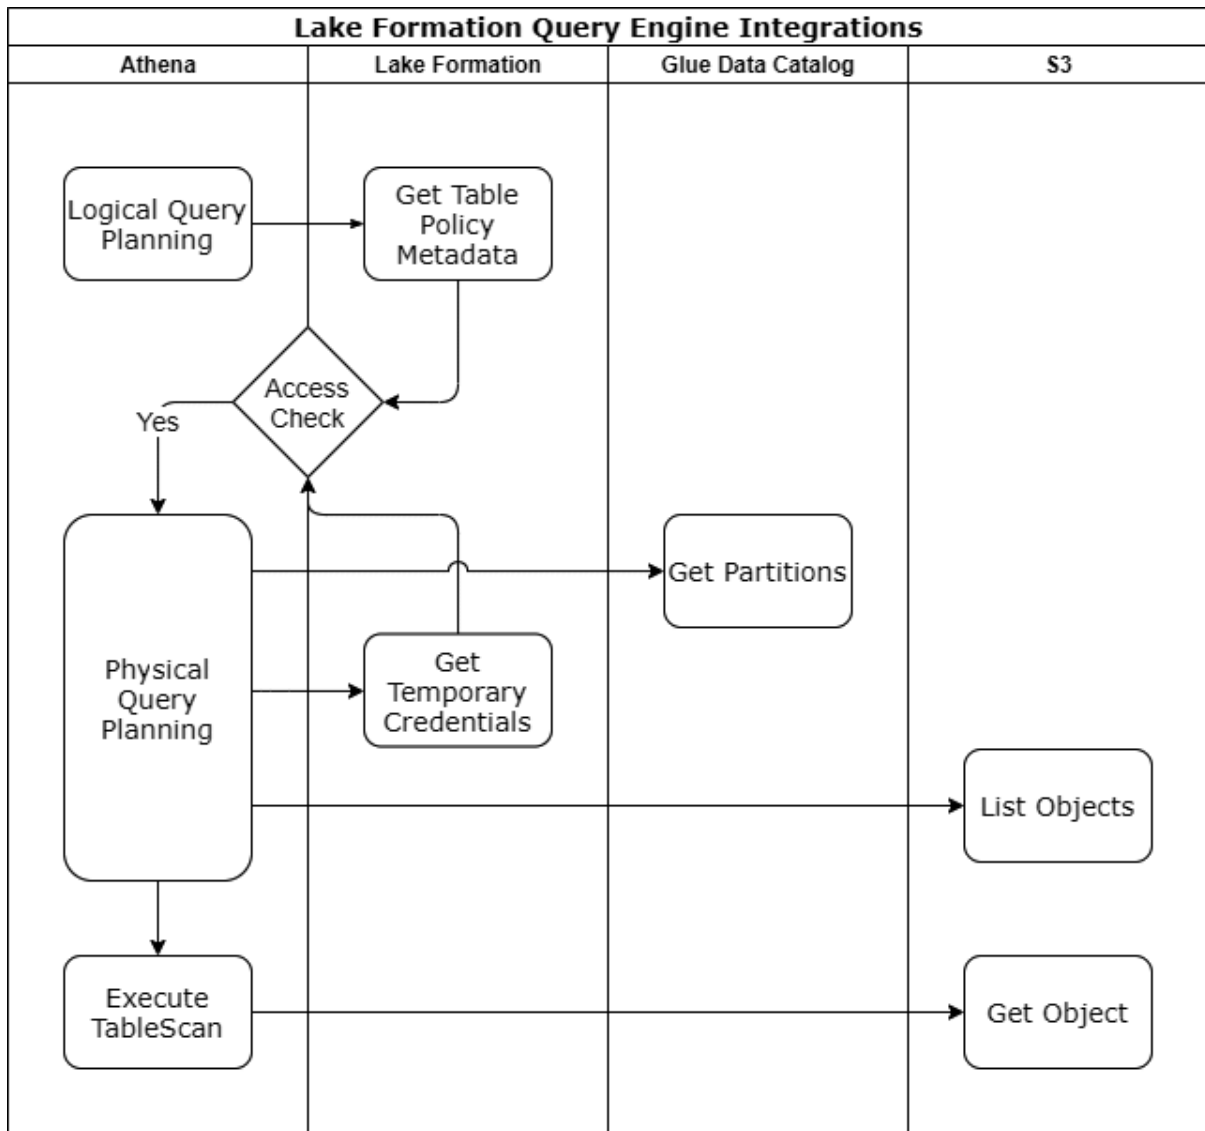 Lake Formation Query Engine Integrations
Athena
Lake Formation
Glue Data Catalog
S3
Logical Query
Planning
Get Table
Policy
Metadata
Access
Check
Yes
Get Partitions
Physical
Query
Planning
Get
Temporary
Credentials
List Objects
Execute
TableScan
Get Object